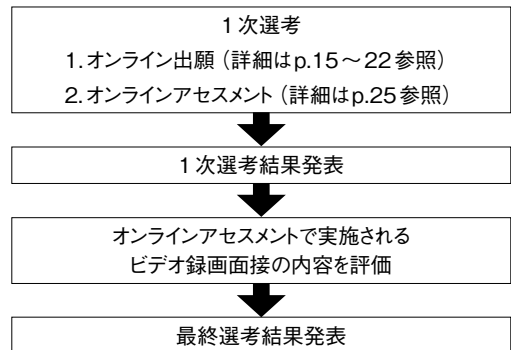 1次選考
1.オンライン出願（詳細はp.15～22参照）
2.オンラインアセスメント（詳細はp.25参照）
1次選考結果発表
オンラインアセスメントで実施される
ビデオ録画面接の内容を評価
最終選考結果発表